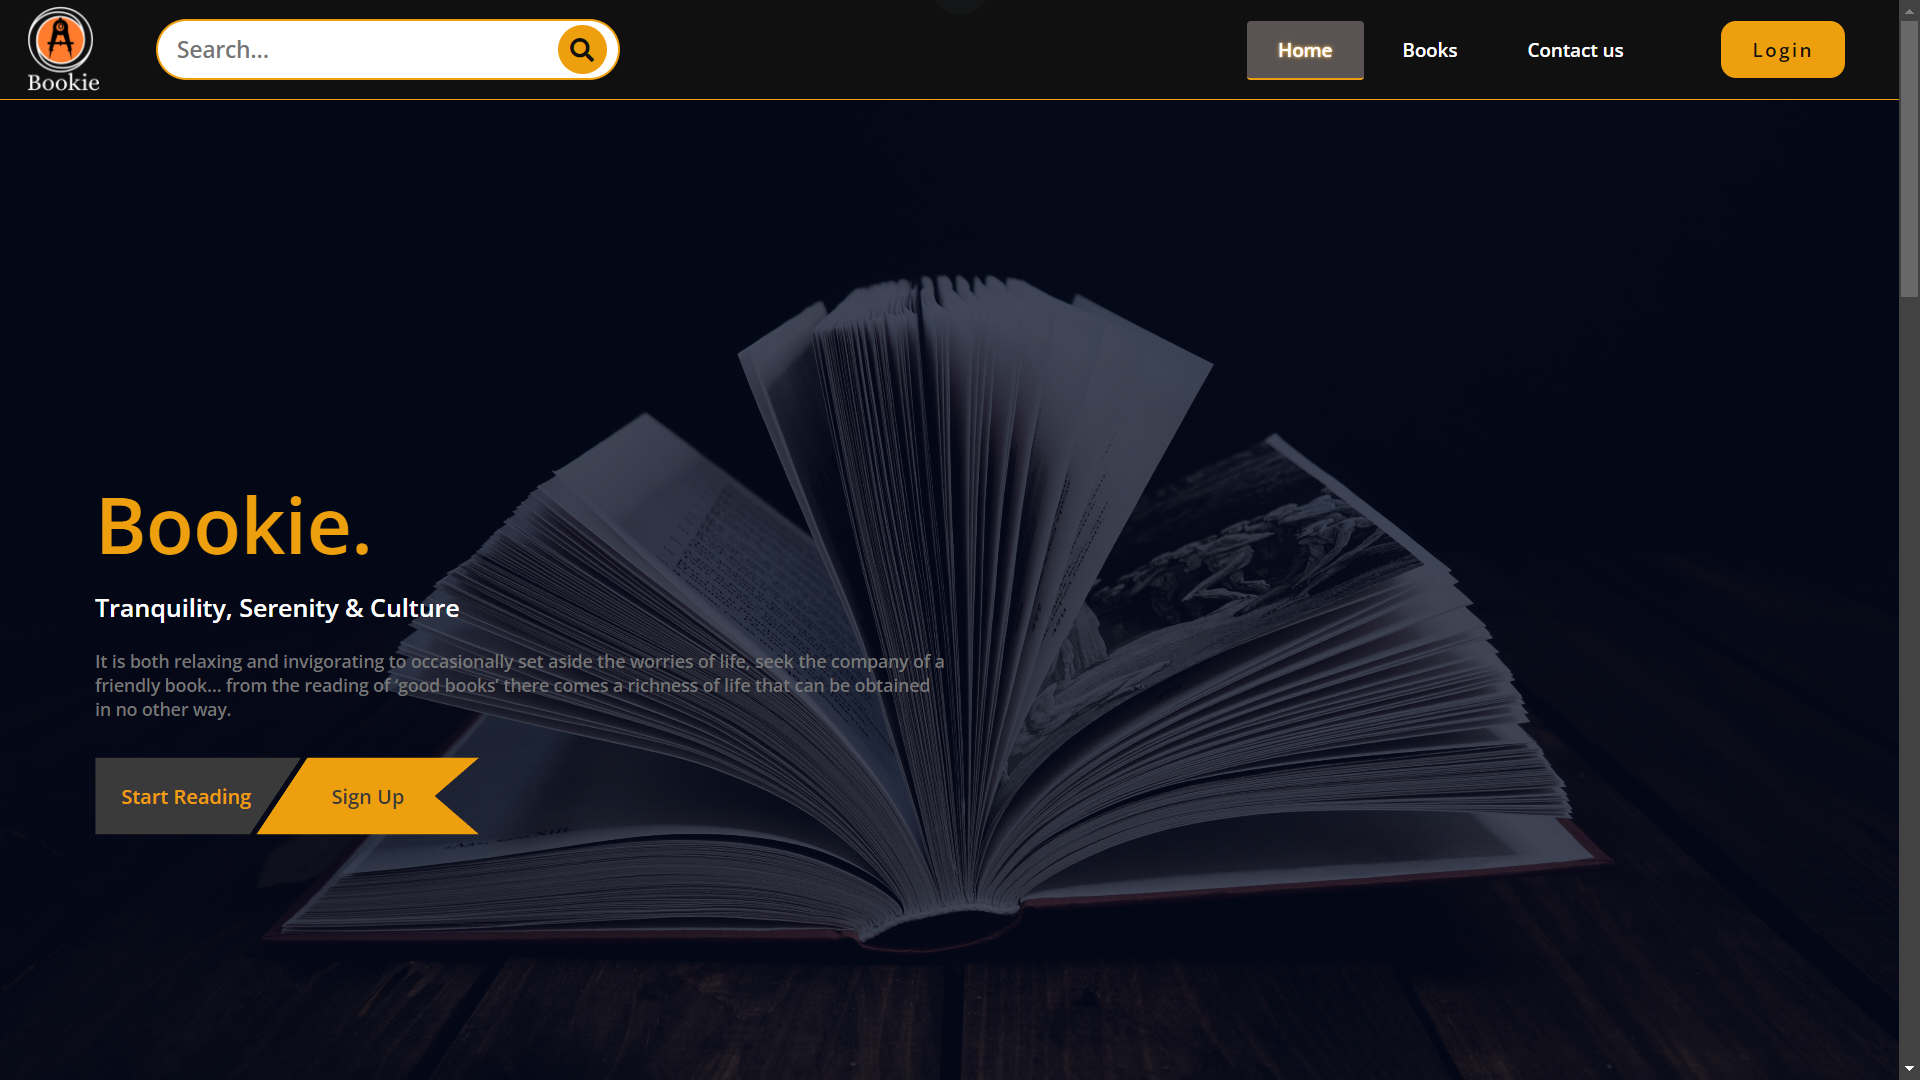 Bookie
Search...
Home
Books
Contact us
Login
Bookie.
Tranquility, Serenity & Culture
It is both relaxing and invigorating to occasionally set aside the worries of life, seek the company of a
friendly book... from the reading of ‘good books’ there comes a richness of life that can be obtained
in no other way.
Start Reading
Sign Up